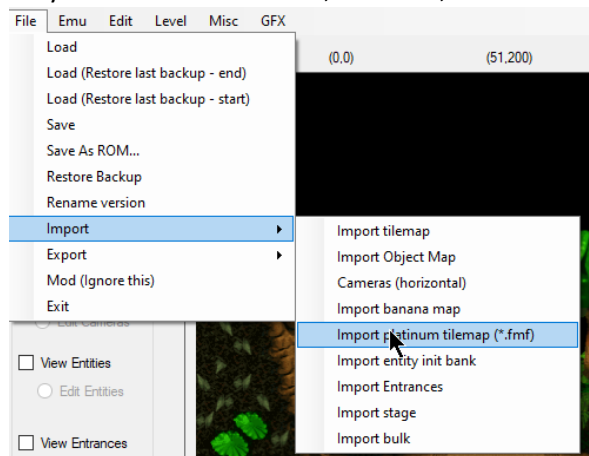 File Emu Edit Level Misc GFX
Load
Load (Restore last backup - end)
Load (Restore last backup - start)
Save
Save As ROM...
Restore Backup
Rename version
Import
Export
Mod (Ignore this)
Exit
(0,0) (51,200)
Import tilemap
Import Object Map
Cameras (horizontal)
Import banana map
Import platinum tilemap (*.fmf)
Import entity init bank
Import Entrances
Import stage
Import bulk
Edit Cameras
View Entities
Edit Entities
View Entrances